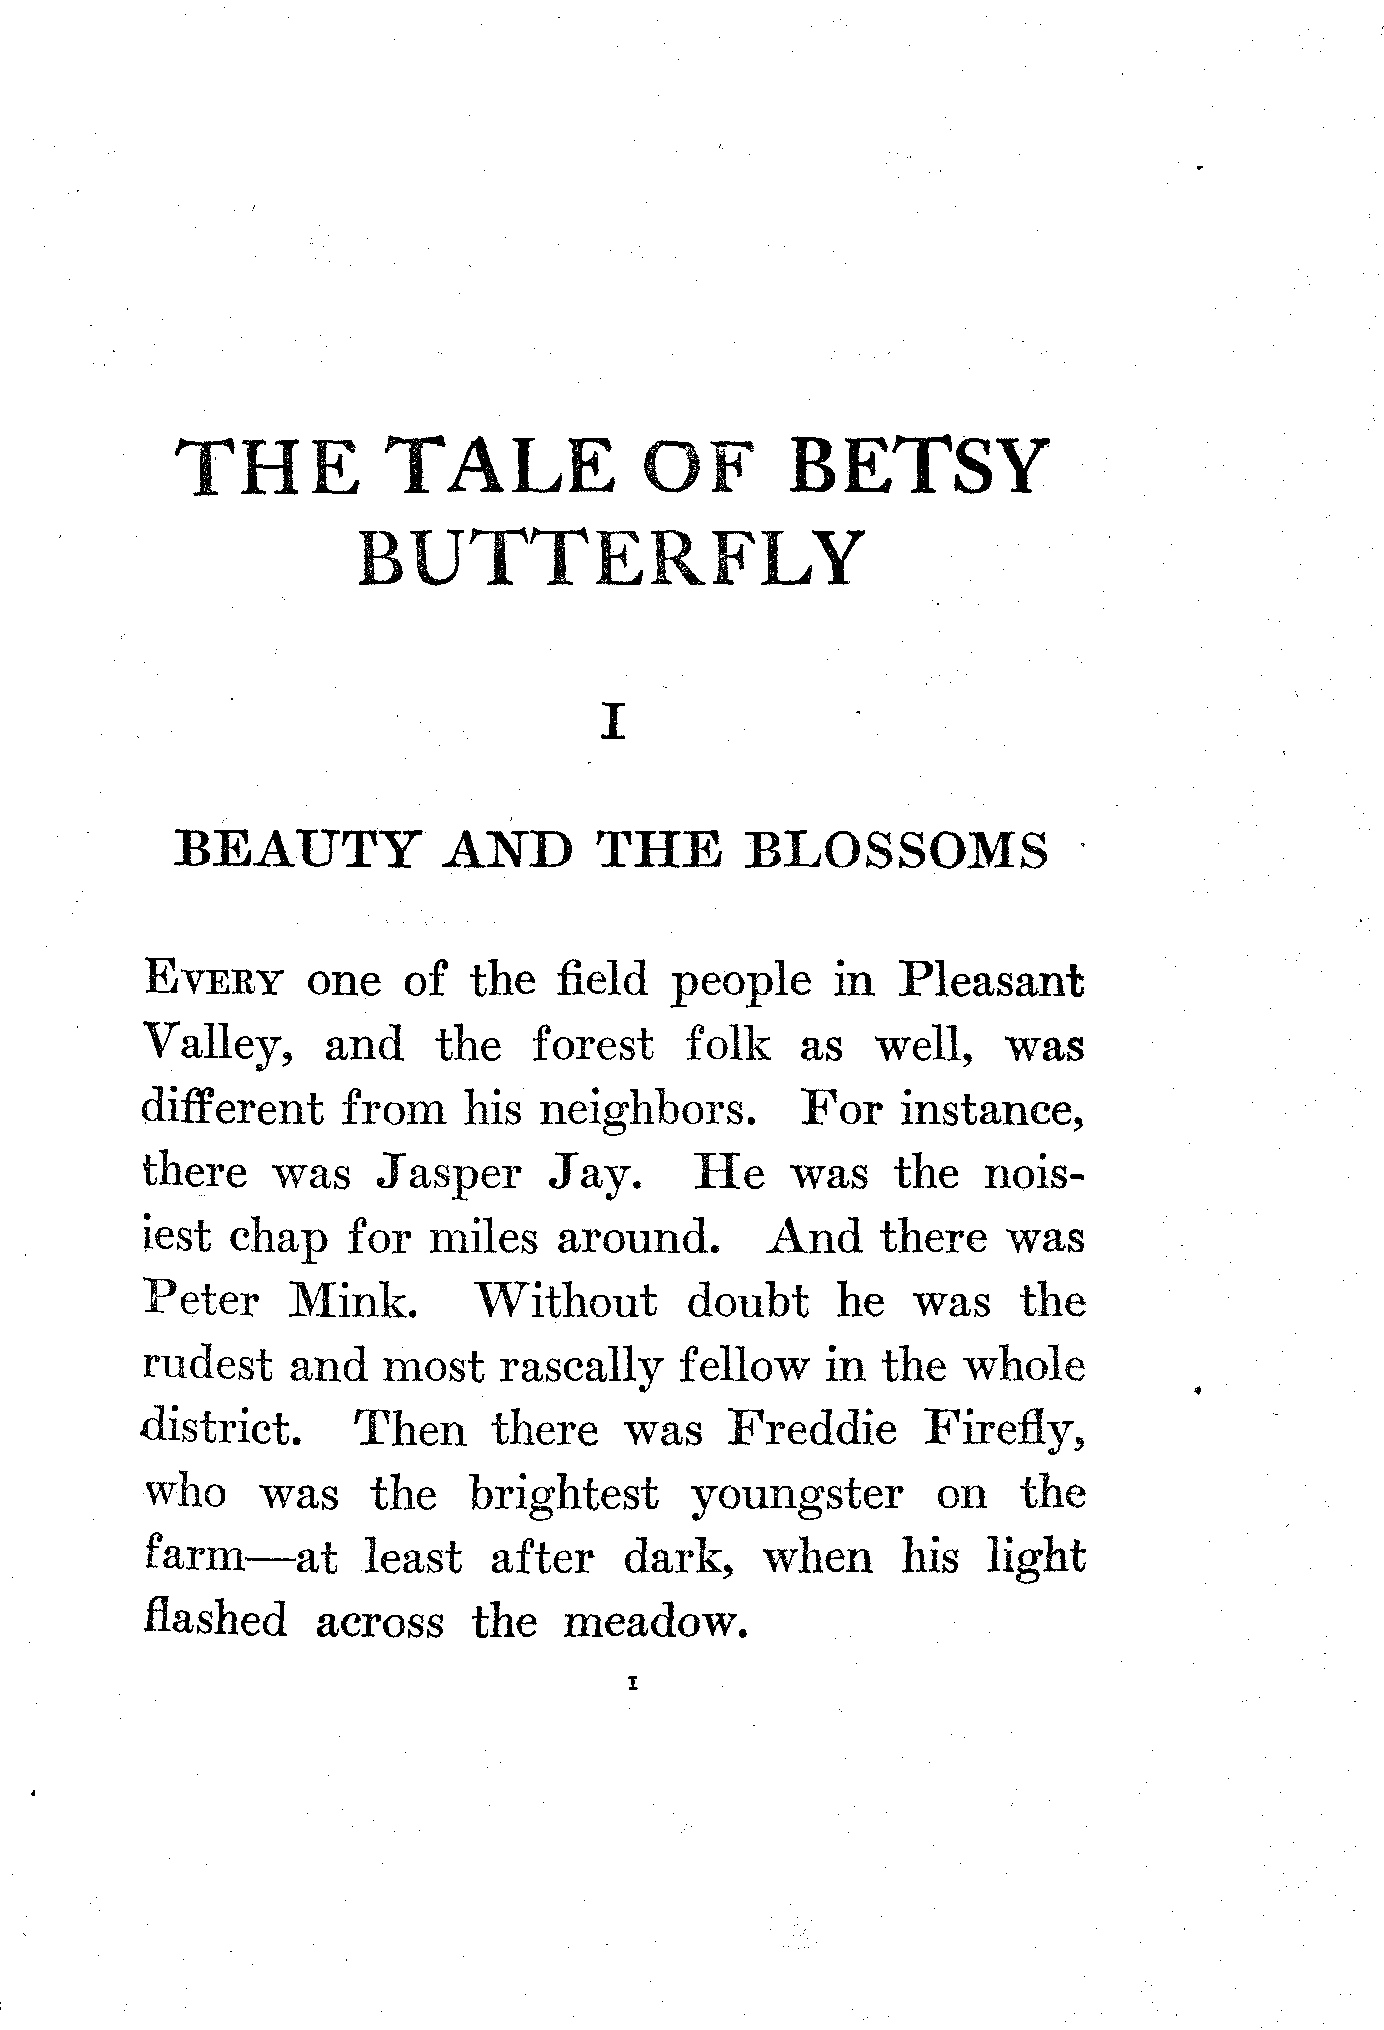 THE TALE OF BETSY
BUTTERFLY
I
BEAUTY AND THE BLOSSOMS
EVERY one of the field people in Pleasant
Valley, and the forest folk as well, was
different from his neighbors. For instance,
there was Jasper Jay. He was the nois-
iest chap for miles around. And there was
Peter Mink. Without doubt he was the
rudest and most rascally fellow in the whole
district. Then there was Freddie Firefly,
who was the brightest youngster on the
farm—at least after dark, when his light
flashed across the meadow.
1